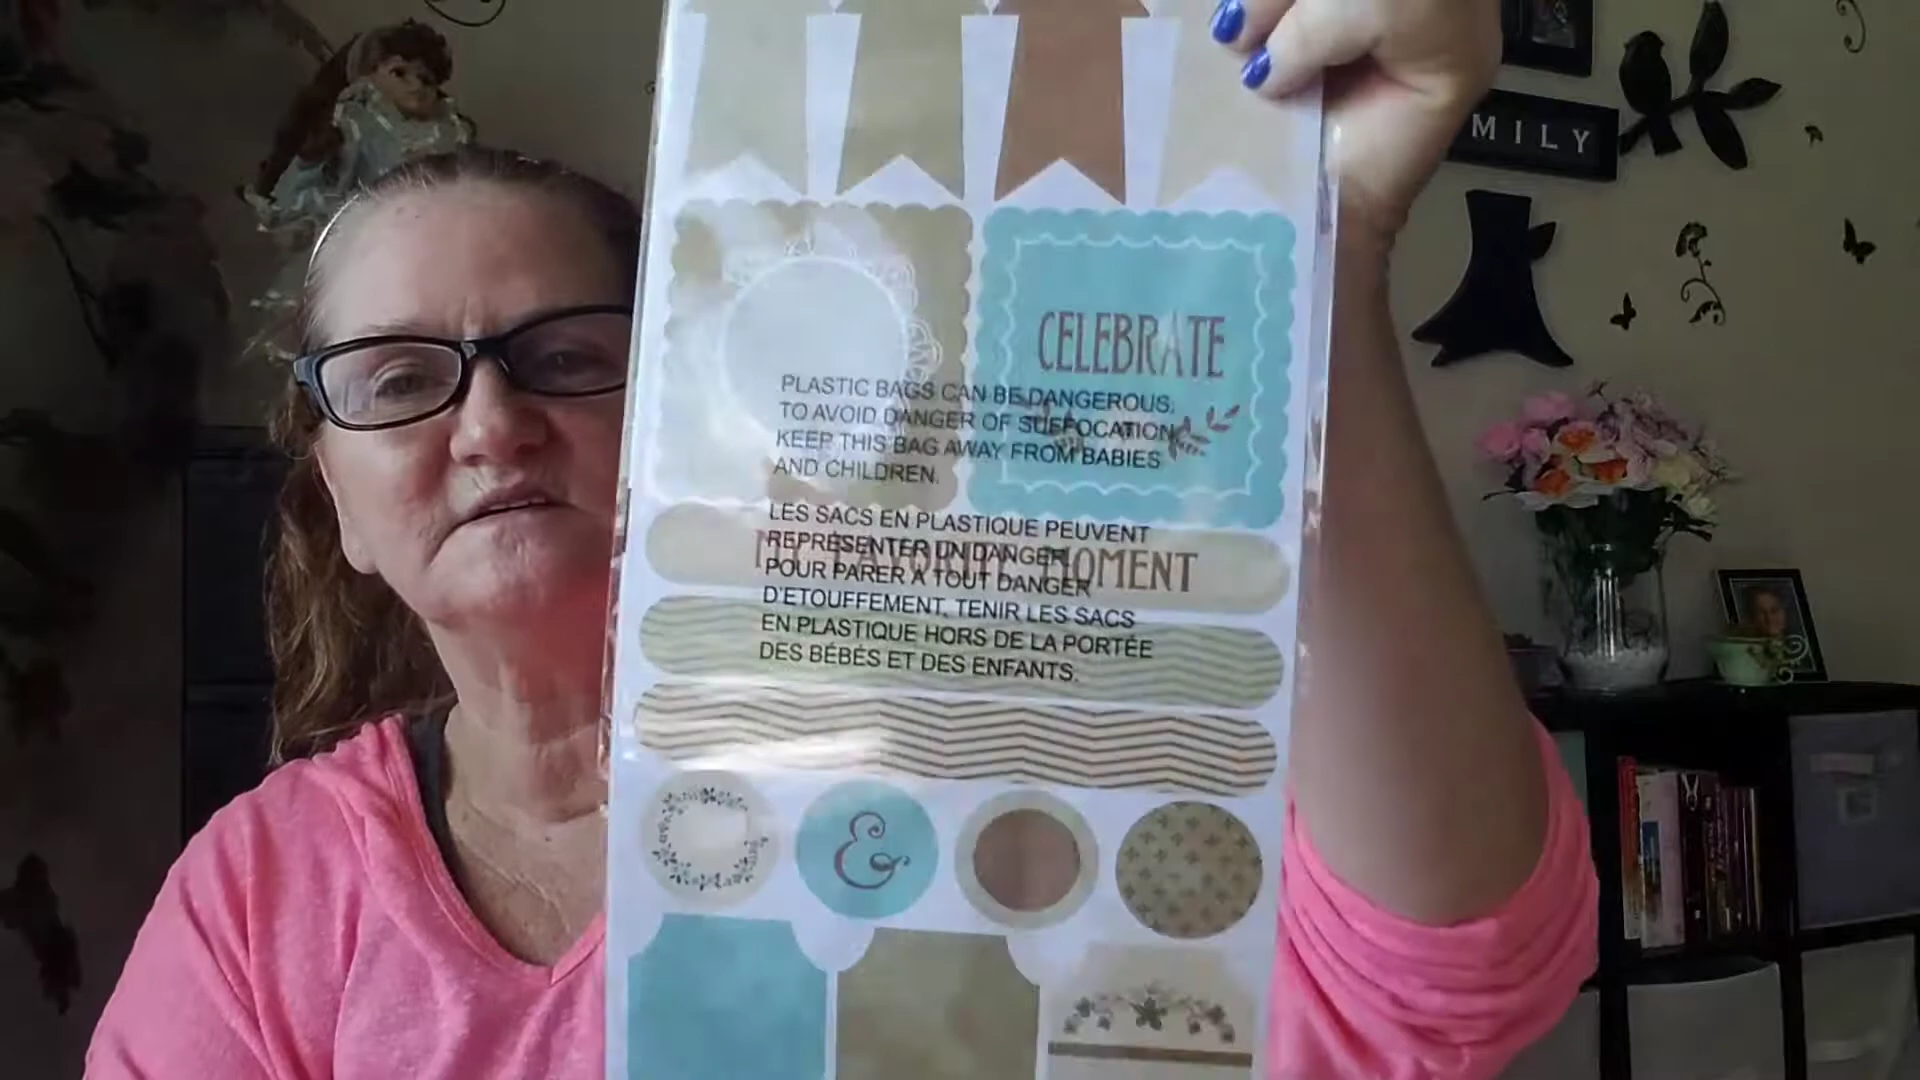 MILY
CELEBRATE
PLASTIC BAGS CAN BE DANGEROUS.
TO AVOID DANGER OF SUFFOCATION
KEEP THIS BAG AWAY FROM BABIES
AND CHILDREN.
LES SACS EN PLASTIQUE PEUVENT
REPRÉSENTER UN DANGER
MOMENT
POUR PARER A TOUT DANGER
D'ETOUFFEMENT, TENIR LES SACS
EN PLASTIQUE HORS DE LA PORTÉE
DES BÉBÉS ET DES ENFANTS.
&